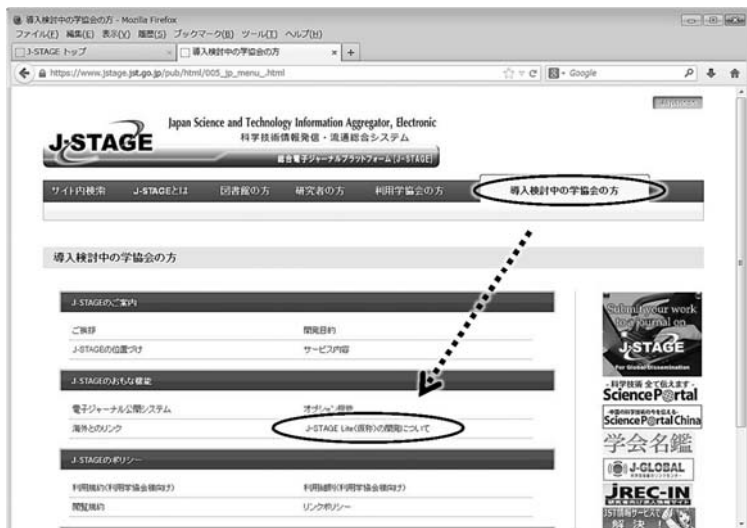 導入検討中の学協会の方 - Mozilla Firefox
ファイル(F) 編集(E) 表示(V) 履歴(S) ブックマーク(B) ツール(T) ヘルプ(H)
J-STAGE トップ × 導入検討中の学協会の方 × +
https://www.jstage.jst.go.jp/pub/html/005_jp_menu_.html
Google
J-STAGE
Japan Science and Technology Information Aggregator, Electronic
科学技術情報発信・流通総合システム
総合電子ジャーナルプラットフォーム(J-STAGE)
サイト内検索 J-STAGEとは 図書館の方 研究者の方 利用学協会の方 導入検討中の学協会の方
導入検討中の学協会の方
J-STAGEのご案内
ご挨拶 開発目的
J-STAGEの位置づけ サービス内容
J-STAGEのおもな機能
電子ジャーナル公開システム オプション機能
海外とのリンク J-STAGE Lite(仮称)の開発について
J-STAGEのポリシー
利用規約(利用学協会様向け) 利用細則(利用学協会様向け)
閲覧規約 リンクポリシー
Submit your work
to a journal on
J-STAGE
For Global Dissemination
- 科学技術 全て伝えます -
Science Portal
Science Portal China
学会名鑑
J-GLOBAL
JREC-IN
JST情報サービスで
解決